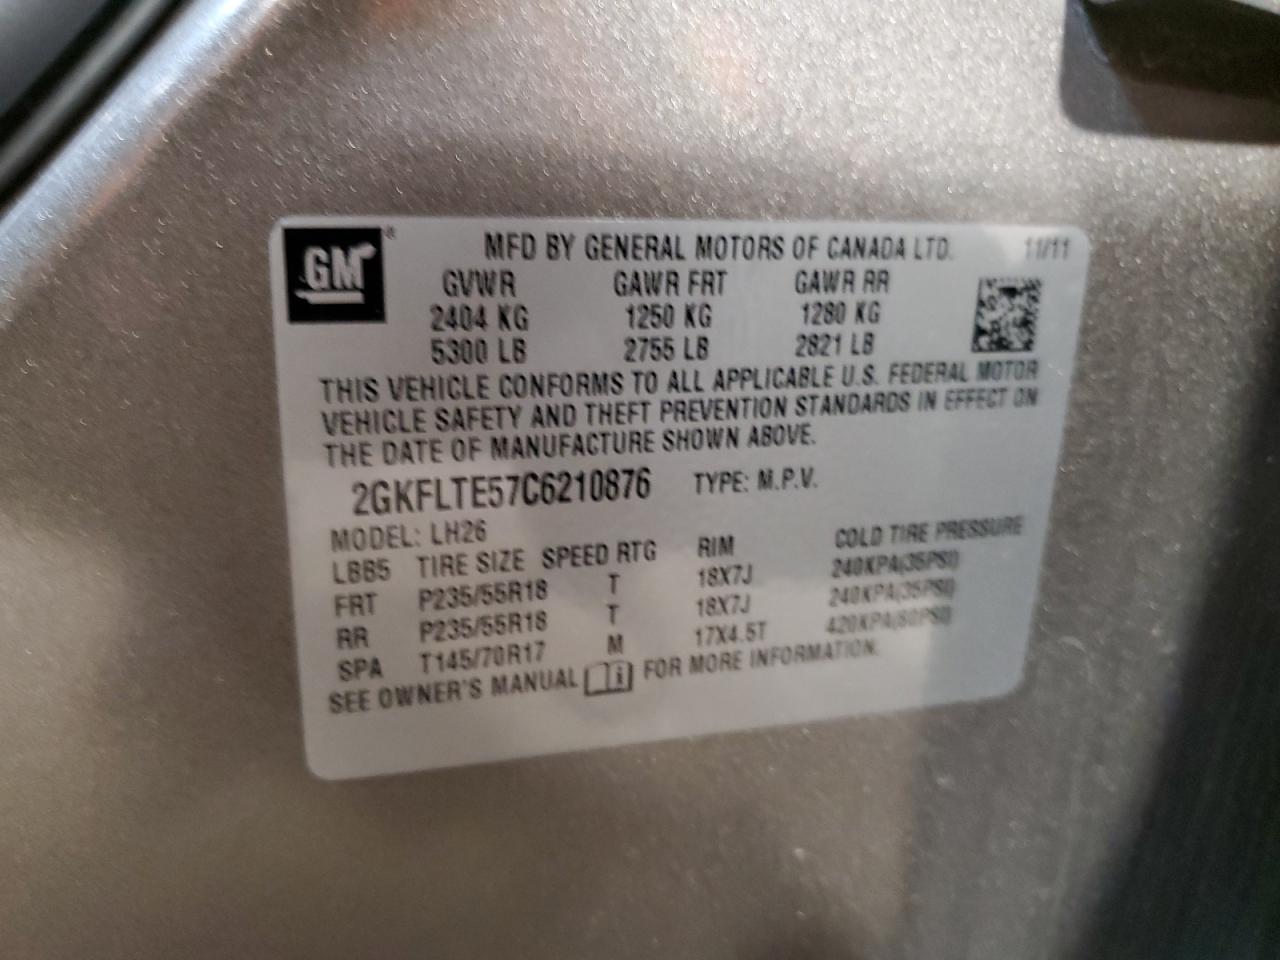 GM ® MFD BY GENERAL MOTORS OF CANADA LTD. 11/11
GVWR GAWR FRT GAWR RR
2404 KG 1250 KG 1280 KG
5300 LB 2755 LB 2821 LB
THIS VEHICLE CONFORMS TO ALL APPLICABLE U.S. FEDERAL MOTOR
VEHICLE SAFETY AND THEFT PREVENTION STANDARDS IN EFFECT ON
THE DATE OF MANUFACTURE SHOWN ABOVE.
2GKFLTE57C6210876 TYPE: M.P.V.
MODEL: LH26
LBB5 TIRE SIZE SPEED RTG RIM COLD TIRE PRESSURE
FRT P235/55R18 T 18X7J 240KPA(35PSI)
RR P235/55R18 T 18X7J 240KPA(35PSI)
SPA T145/70R17 M 17X4.5T 420KPA(60PSI)
SEE OWNER'S MANUAL i FOR MORE INFORMATION.